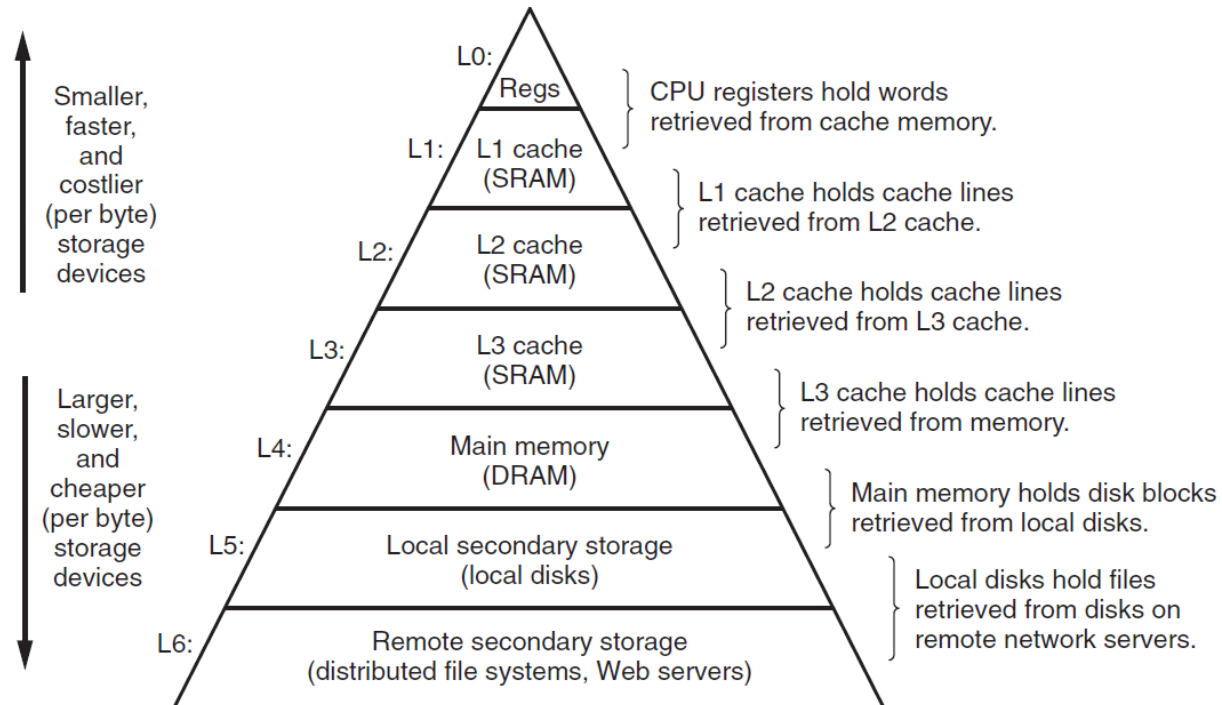 L0:
Regs
CPU registers hold words
retrieved from cache memory.
Smaller,
faster,
and
costlier
(per byte)
storage
devices
L1:
L1 cache
(SRAM)
L1 cache holds cache lines
retrieved from L2 cache.
L2:
L2 cache
(SRAM)
L2 cache holds cache lines
retrieved from L3 cache.
L3:
L3 cache
(SRAM)
L3 cache holds cache lines
retrieved from memory.
Larger,
slower,
and
cheaper
(per byte)
storage
devices
L4:
Main memory
(DRAM)
Main memory holds disk blocks
retrieved from local disks.
L5:
Local secondary storage
(local disks)
Local disks hold files
retrieved from disks on
remote network servers.
L6:
Remote secondary storage
(distributed file systems, Web servers)